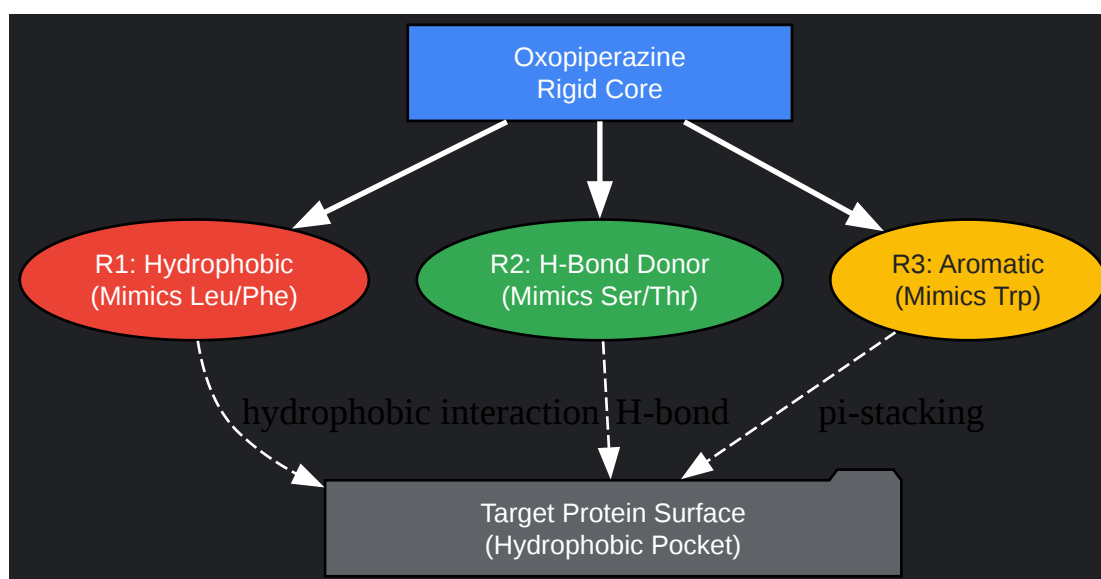 Oxopiperazine
Rigid Core
R1: Hydrophobic
(Mimics Leu/Phe)
R2: H-Bond Donor
(Mimics Ser/Thr)
R3: Aromatic
(Mimics Trp)
hydrophobic interaction
H-bond
pi-stacking
Target Protein Surface
(Hydrophobic Pocket)